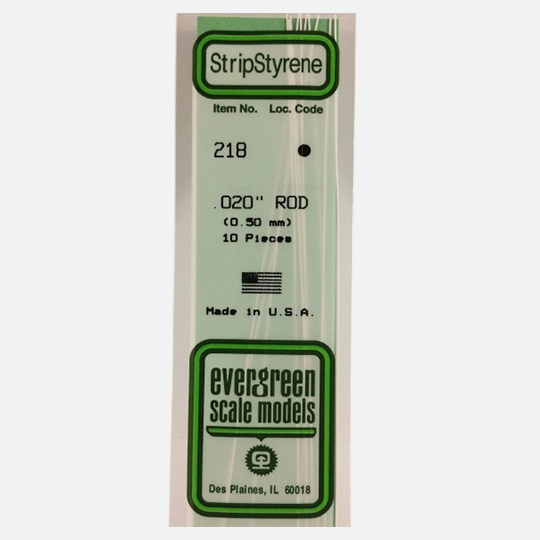 StripStyrene
Item No. Loc. Code
218 ●
.020" ROD
(0.50 mm)
10 Pieces
Made in U.S.A.
evergreen
scale models
Des Plaines, IL 60018